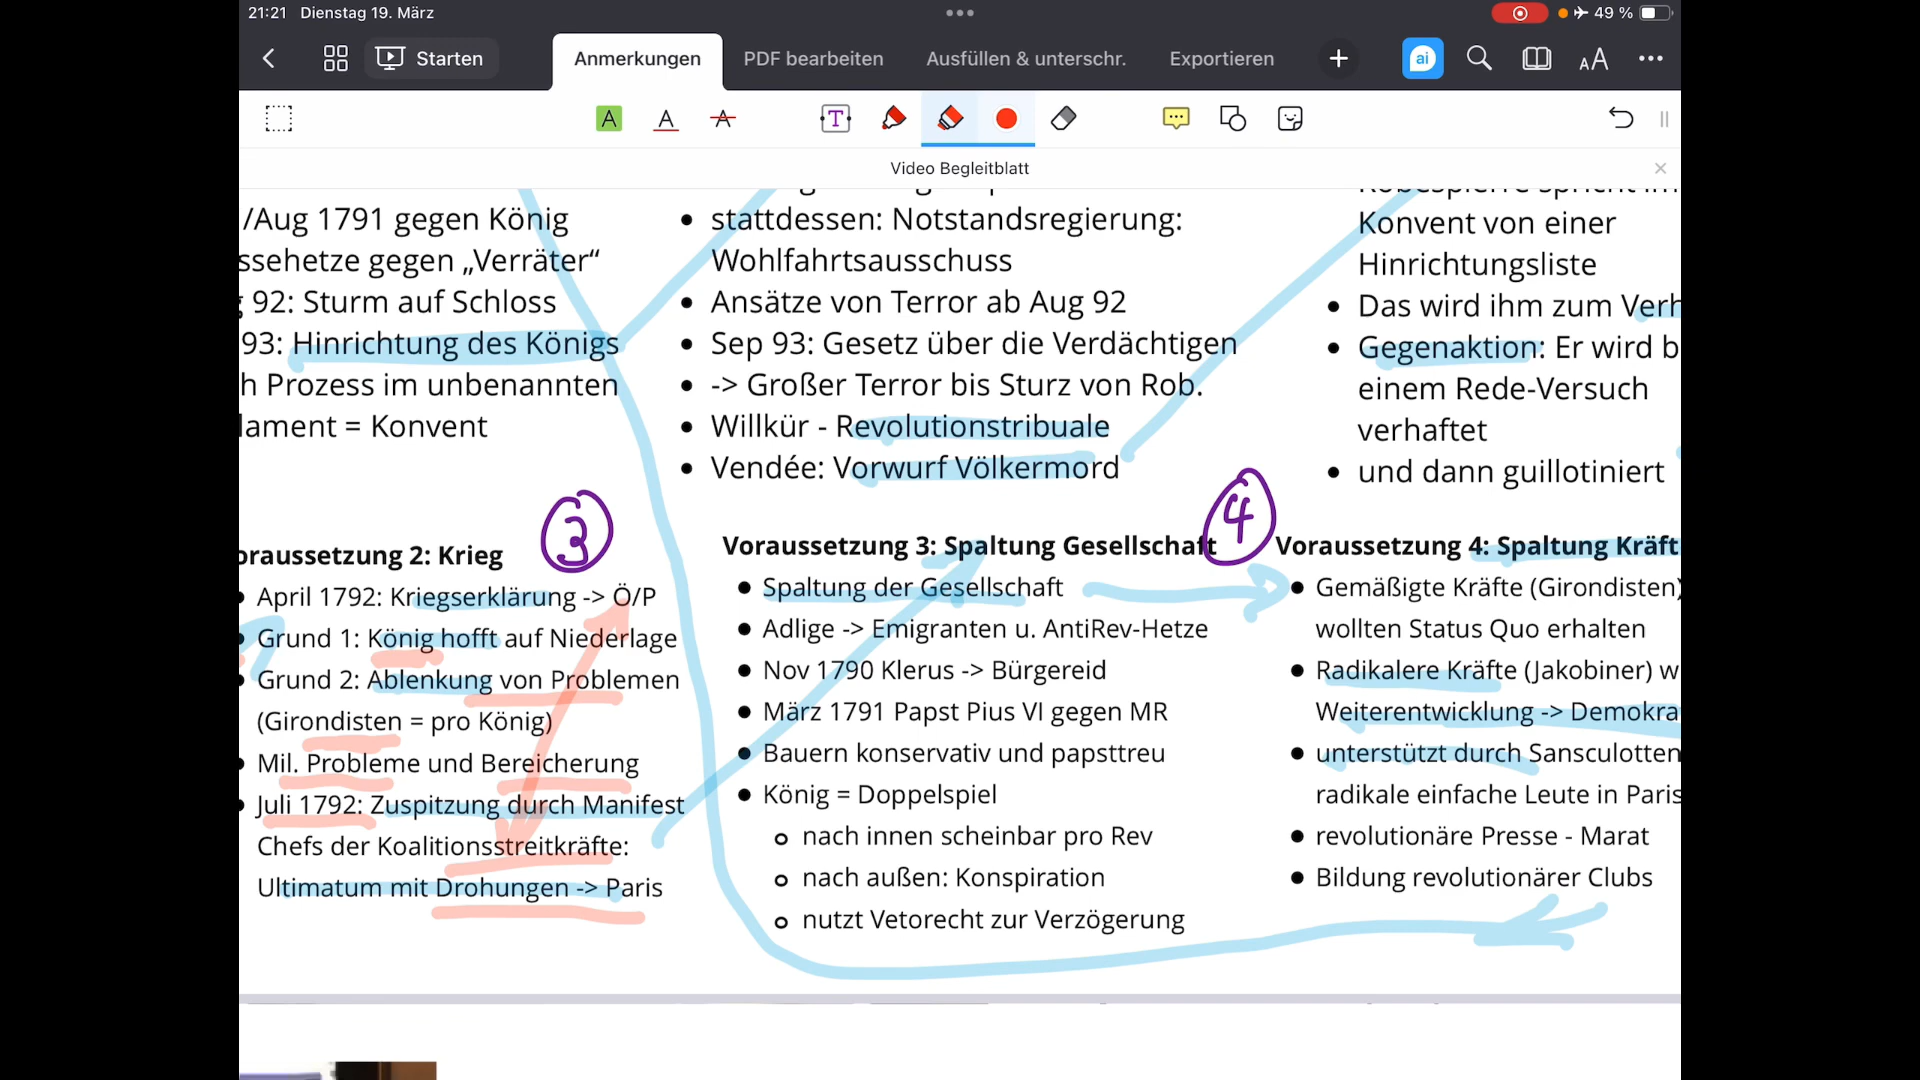 21:21 Dienstag 19. März
49 %
Starten
Anmerkungen
PDF bearbeiten
Ausfüllen & unterschr.
Exportieren
ai
AA
A A A T
Video Begleitblatt
/Aug 1791 gegen König
ssehetze gegen „Verräter“
92: Sturm auf Schloss
93: Hinrichtung des Königs
h Prozess im unbenannten
lament = Konvent
• stattdessen: Notstandsregierung:
Wohlfahrtsausschuss
• Ansätze von Terror ab Aug 92
• Sep 93: Gesetz über die Verdächtigen
• -> Großer Terror bis Sturz von Rob.
• Willkür - Revolutionstribuale
• Vendée: Vorwurf Völkermord
Robespierre spricht im
Konvent von einer
Hinrichtungsliste
• Das wird ihm zum Verh
• Gegenaktion: Er wird b
einem Rede-Versuch
verhaftet
• und dann guillotiniert
3
oraussetzung 2: Krieg
• April 1792: Kriegserklärung -> Ö/P
• Grund 1: König hofft auf Niederlage
• Grund 2: Ablenkung von Problemen
(Girondisten = pro König)
• Mil. Probleme und Bereicherung
• Juli 1792: Zuspitzung durch Manifest
Chefs der Koalitionsstreitkräfte:
Ultimatum mit Drohungen -> Paris
4
Voraussetzung 3: Spaltung Gesellschaft
• Spaltung der Gesellschaft
• Adlige -> Emigranten u. AntiRev-Hetze
• Nov 1790 Klerus -> Bürgereid
• März 1791 Papst Pius VI gegen MR
• Bauern konservativ und papsttreu
• König = Doppelspiel
o nach innen scheinbar pro Rev
o nach außen: Konspiration
o nutzt Vetorecht zur Verzögerung
Voraussetzung 4: Spaltung Kräft
• Gemäßigte Kräfte (Girondisten)
wollten Status Quo erhalten
• Radikalere Kräfte (Jakobiner) w
Weiterentwicklung -> Demokra
• unterstützt durch Sansculotten
radikale einfache Leute in Paris
• revolutionäre Presse - Marat
• Bildung revolutionärer Clubs